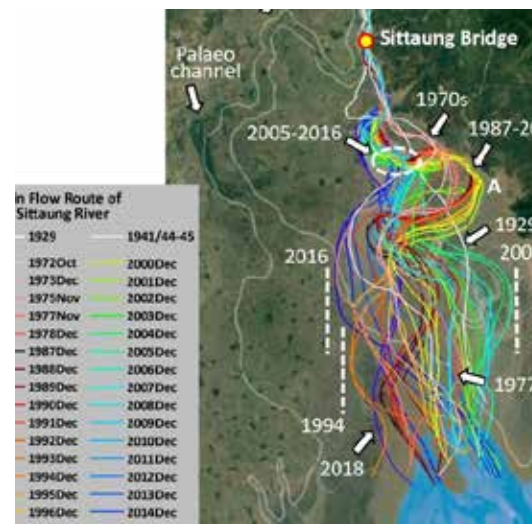 Sittaung Bridge
Palaeo
channel
1970s
2005-2016
1987-20
A
n Flow Route of
Sittaung River
1929
1941/44-45
1972Oct
2000Dec
1973Dec
2001Dec
1975Nov
2002Dec
1977Nov
2003Dec
1978Dec
2004Dec
1987Dec
2005Dec
1988Dec
2006Dec
1989Dec
2007Dec
1990Dec
2008Dec
1991Dec
2009Dec
1992Dec
2010Dec
1993Dec
2011Dec
1994Dec
2012Dec
1995Dec
2013Dec
1996Dec
2014Dec
1929
2016
200
1977
1994
2018